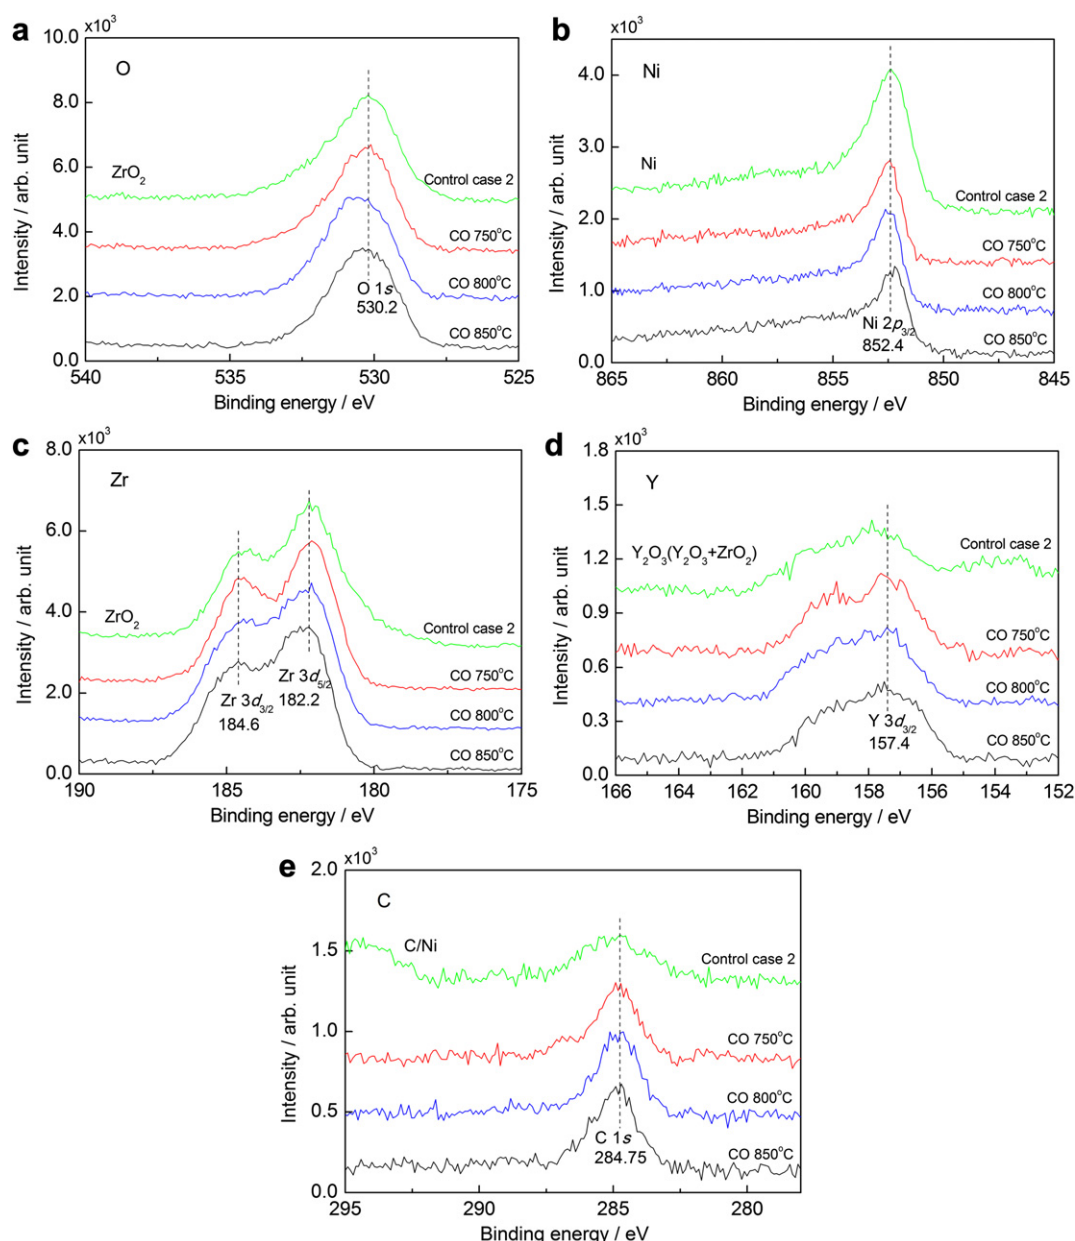 a
x10³
10.0
8.0
6.0
4.0
2.0
0.0
O
ZrO₂
Control case 2
CO 750°C
CO 800°C
CO 850°C
O 1s
530.2
540
535
530
525
Intensity / arb. unit
Binding energy / eV
b
x10³
4.0
3.0
2.0
1.0
0.0
Ni
Ni
Control case 2
CO 750°C
CO 800°C
CO 850°C
Ni 2p3/2
852.4
865
860
855
850
845
Intensity / arb. unit
Binding energy / eV
c
x10³
8.0
6.0
4.0
2.0
0.0
Zr
ZrO₂
Control case 2
CO 750°C
CO 800°C
CO 850°C
Zr 3d3/2
184.6
Zr 3d5/2
182.2
190
185
180
175
Intensity / arb. unit
Binding energy / eV
d
x10³
1.8
1.5
1.2
0.9
0.6
0.3
0.0
Y
Y₂O₃(Y₂O₃+ZrO₂)
Control case 2
CO 750°C
CO 800°C
CO 850°C
Y 3d3/2
157.4
166
164
162
160
158
156
154
152
Intensity / arb. unit
Binding energy / eV
e
x10³
2.0
1.5
1.0
0.5
0.0
C
C/Ni
Control case 2
CO 750°C
CO 800°C
CO 850°C
C 1s
284.75
295
290
285
280
Intensity / arb. unit
Binding energy / eV